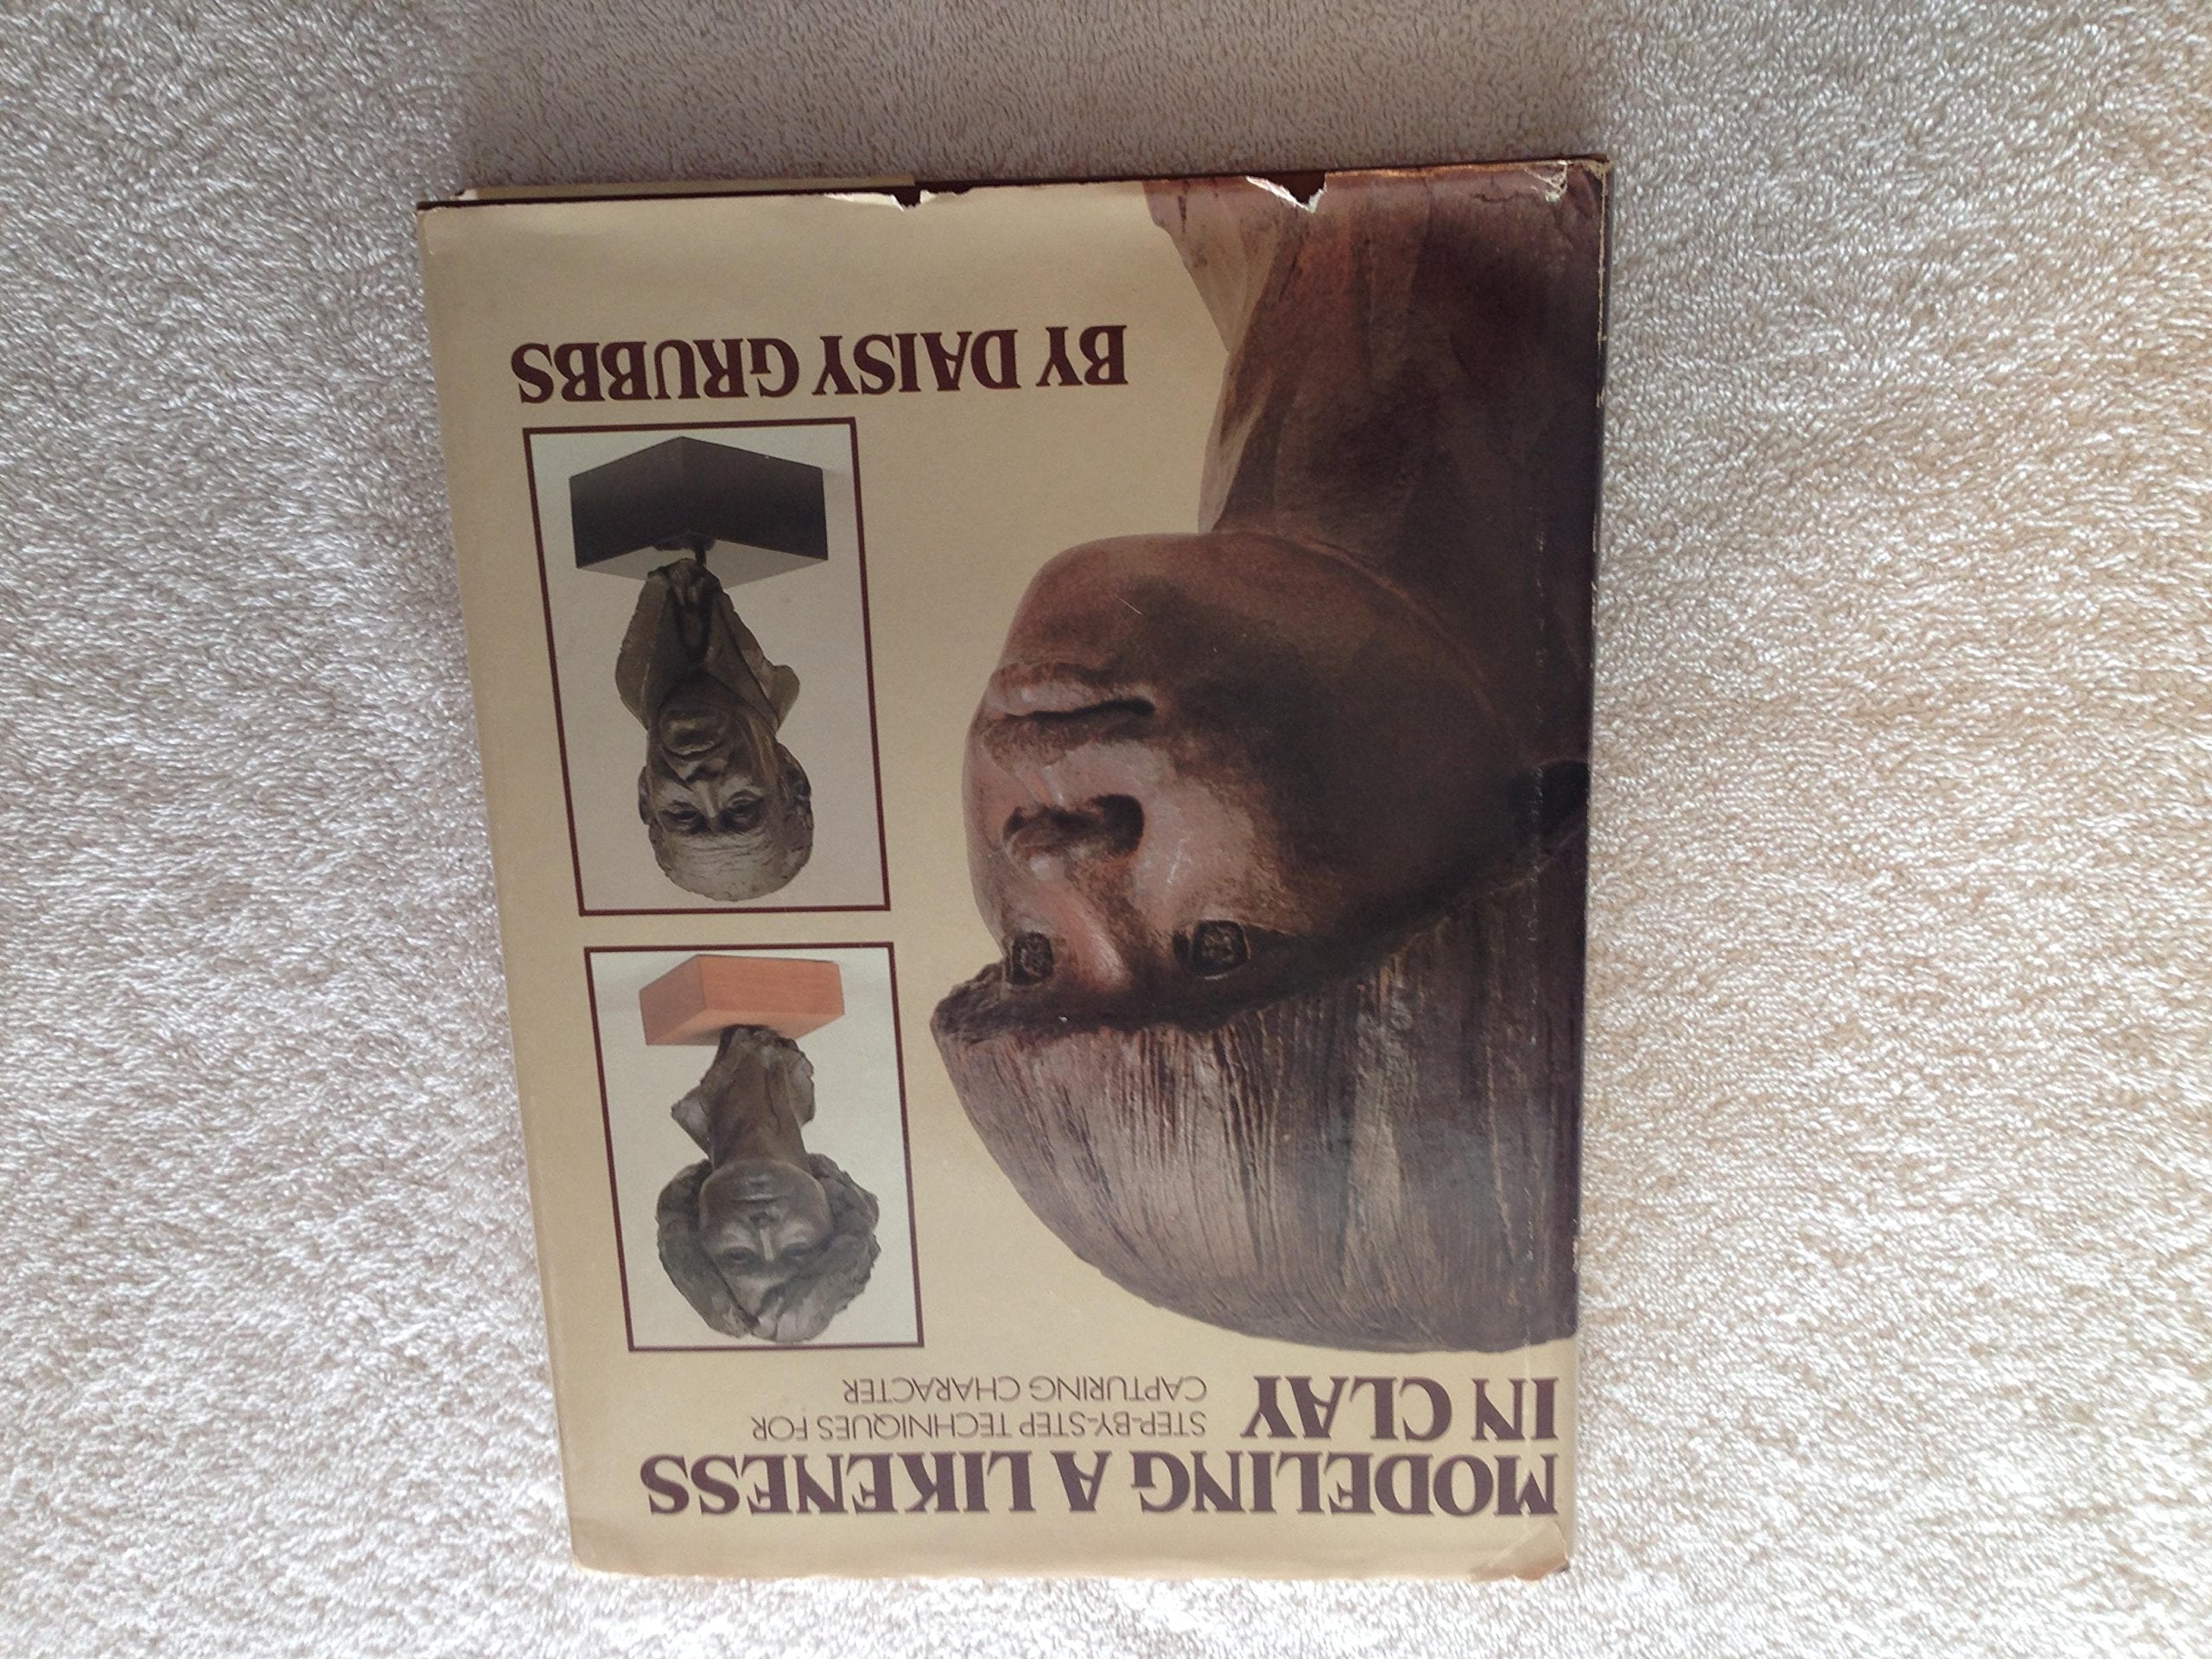 MODELING A LIKENESS
IN CLAY
STEP-BY-STEP TECHNIQUES FOR
CAPTURING CHARACTER
BY DAISY GRUBBS